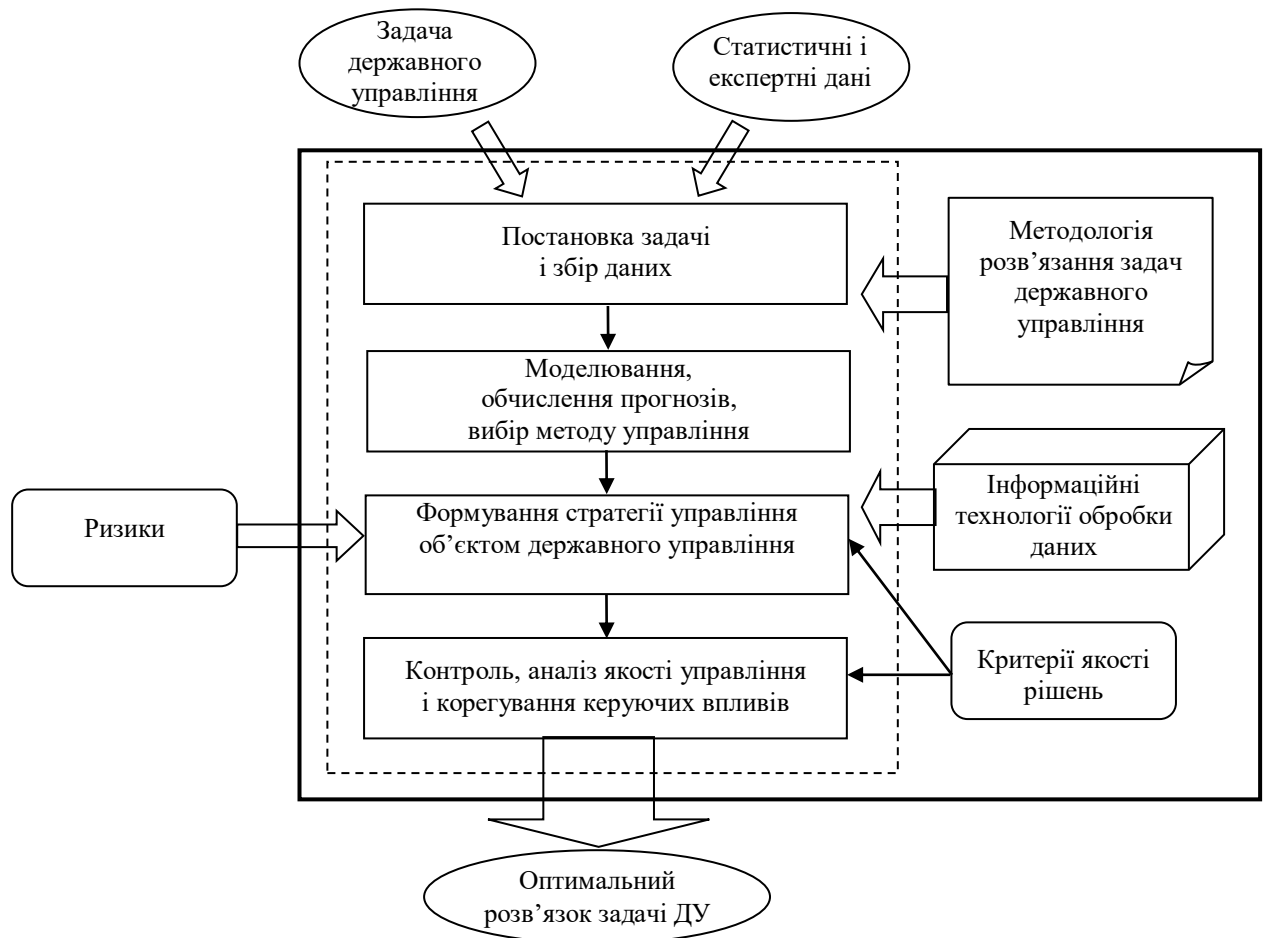 Задача
державного
управління
Статистичні і
експертні дані
Постановка задачі
і збір даних
Методологія
розв’язання задач
державного
управління
Моделювання,
обчислення прогнозів,
вибір методу управління
Ризики
Формування стратегії управління
об’єктом державного управління
Інформаційні
технології обробки
даних
Контроль, аналіз якості управління
і корегування керуючих впливів
Критерії якості
рішень
Оптимальний
розв’язок задачі ДУ